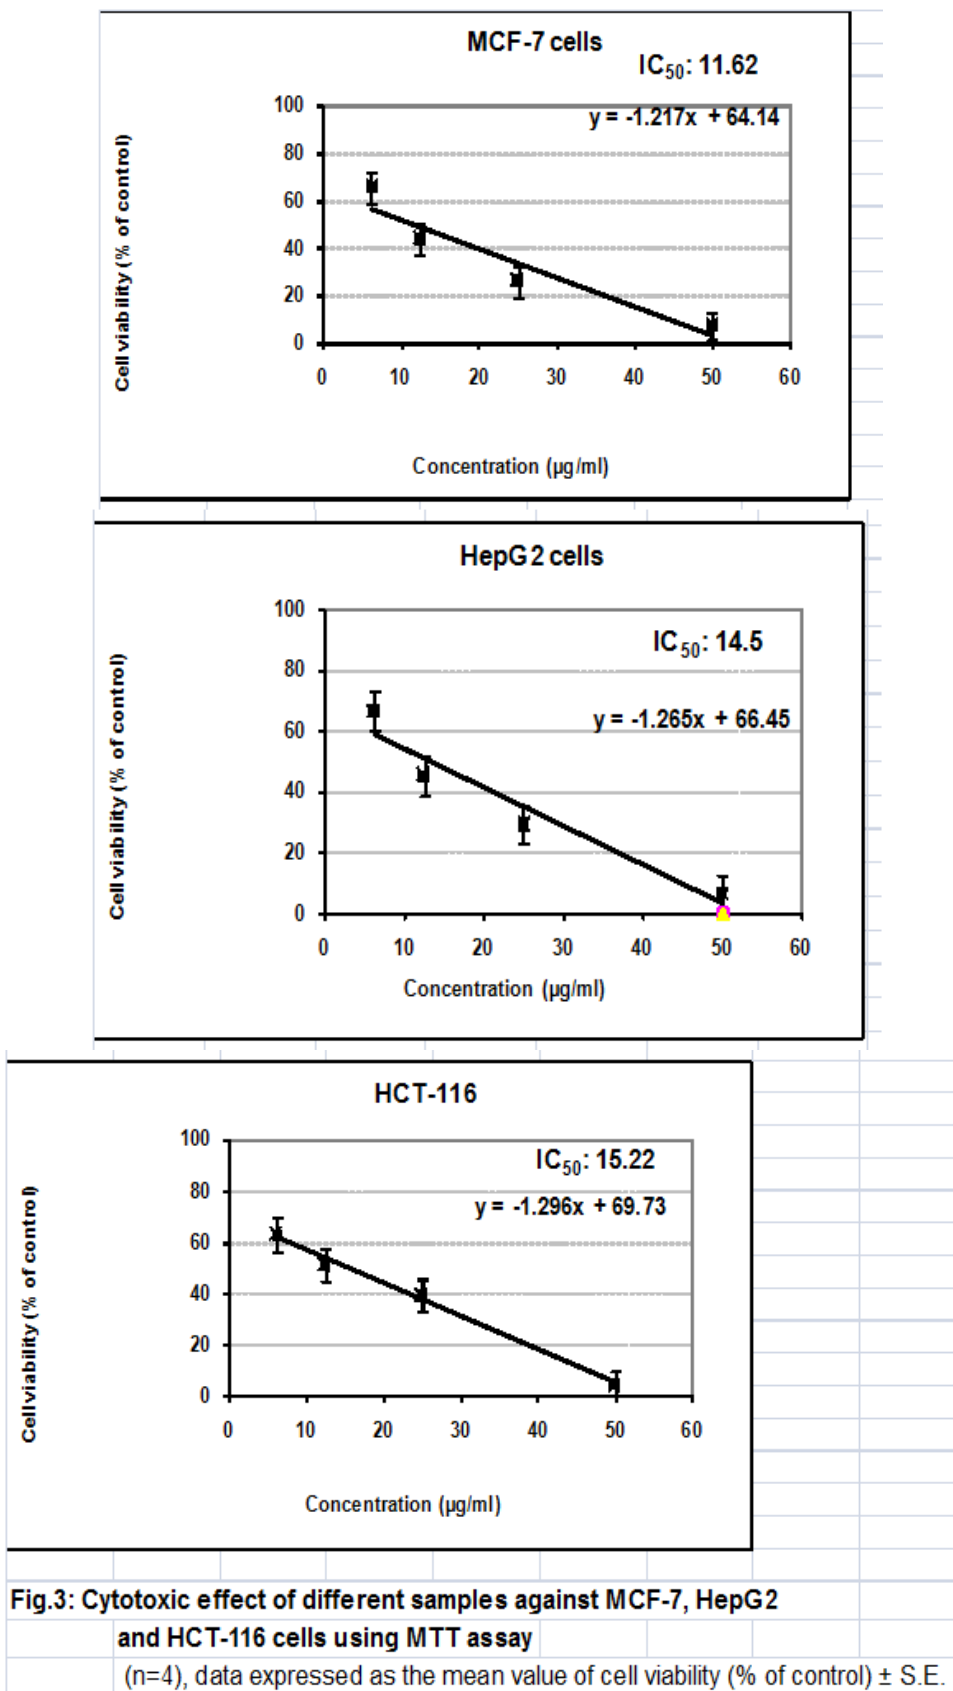 MCF-7 cells
IC50: 11.62
y = -1.217x + 64.14
100
80
60
40
20
0
0 10 20 30 40 50 60
Cell viability (% of control)
Concentration (µg/ml)
HepG2 cells
IC50: 14.5
y = -1.265x + 66.45
100
80
60
40
20
0
0 10 20 30 40 50 60
Cell viability (% of control)
Concentration (µg/ml)
HCT-116
IC50: 15.22
y = -1.296x + 69.73
100
80
60
40
20
0
0 10 20 30 40 50 60
Cell viability (% of control)
Concentration (µg/ml)
Fig.3: Cytotoxic effect of different samples against MCF-7, HepG2
and HCT-116 cells using MTT assay
(n=4), data expressed as the mean value of cell viability (% of control) ± S.E.